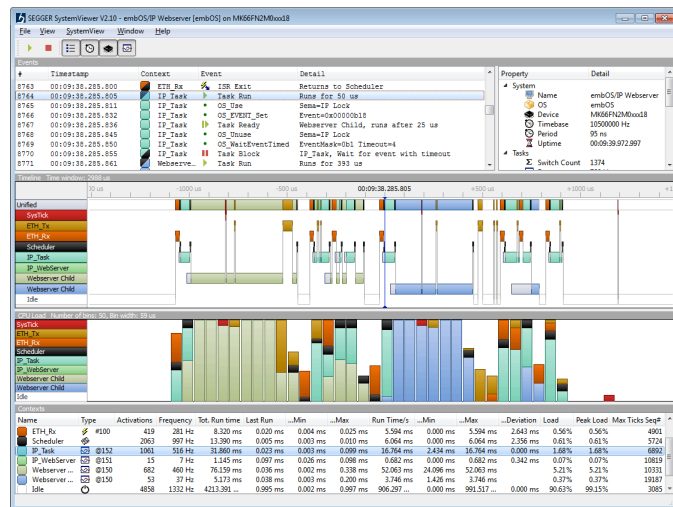 SEGGER SystemViewer V2.10 - embOS/IP Webserver [embOS] on MK66FN2M0xxx18
File View SystemView Window Help
Events
# Timestamp Context Event Detail
8763 00:09:38.285.800 ETH_Rx ISR Exit Returns to Scheduler
8764 00:09:38.285.805 IP_Task Task Run Runs for 50 us
8765 00:09:38.285.811 IP_Task OS_Use Sema=IP Lock
8766 00:09:38.285.832 IP_Task OS_EVENT_Set Event=0x00000b18
8767 00:09:38.285.836 IP_Task Task Ready Webserver Child, runs after 25 us
8768 00:09:38.285.845 IP_Task OS_Unuse Sema=IP Lock
8769 00:09:38.285.850 IP_Task OS_WaitEventTimed EventMask=0b1 Timeout=4
8770 00:09:38.285.855 IP_Task Task Block IP_Task, Wait for event with timeout
8771 00:09:38.285.861 Webserve... Task Run Runs for 393 us
Property Detail
System
Name embOS/IP Webserver
OS embOS
Device MK66FN2M0xxx18
Timebase 10500000 Hz
Period 95 ns
Uptime 00:09:39.972.997
Tasks
Switch Count 1374
Timeline Time window: 2988 us
-1000 us -500 us 00:09:38.285.805 +500 us +1000 us
Unified
SysTick
ETH_Tx
ETH_Rx
Scheduler
IP_Task
IP_WebServer
Webserver Child
Webserver Child
Idle
CPU Load Number of bins: 50, Bin width: 59 us
SysTick
ETH_Tx
ETH_Rx
Scheduler
IP_Task
IP_WebServer
Webserver Child
Webserver Child
Idle
Contexts
Name Type Activations Frequency Tot. Run time Last Run ...Min ...Max Run Time/s ...Min ...Max ...Deviation Load Peak Load Max Ticks Seq#
ETH_Rx #100 419 281 Hz 8.320 ms 0.020 ms 0.004 ms 0.025 ms 5.594 ms 0.000 ms 5.594 ms 2.643 ms 0.56% 0.56% 4901
Scheduler 2063 997 Hz 13.390 ms 0.005 ms 0.003 ms 0.010 ms 6.064 ms 0.000 ms 6.064 ms 2.356 ms 0.61% 0.61% 5724
IP_Task @152 1061 516 Hz 31.860 ms 0.023 ms 0.003 ms 0.099 ms 16.764 ms 2.434 ms 16.764 ms 0.000 ms 1.68% 1.68% 6892
IP_WebServer @151 15 7 Hz 1.145 ms 0.097 ms 0.026 ms 0.098 ms 0.682 ms 0.000 ms 0.682 ms 0.342 ms 0.07% 0.07% 10819
Webserver ... @150 682 460 Hz 76.159 ms 0.036 ms 0.002 ms 0.338 ms 52.063 ms 24.096 ms 52.063 ms 5.21% 5.21% 10331
Webserver ... @150 53 37 Hz 5.173 ms 0.038 ms 0.003 ms 0.200 ms 3.746 ms 1.426 ms 3.746 ms 0.37% 0.37% 19187
Idle 4858 1332 Hz 4213.391 ... 0.995 ms 0.002 ms 0.997 ms 906.297 ... 0.000 ms 991.517 ... 0.000 ms 90.63% 99.15% 3085